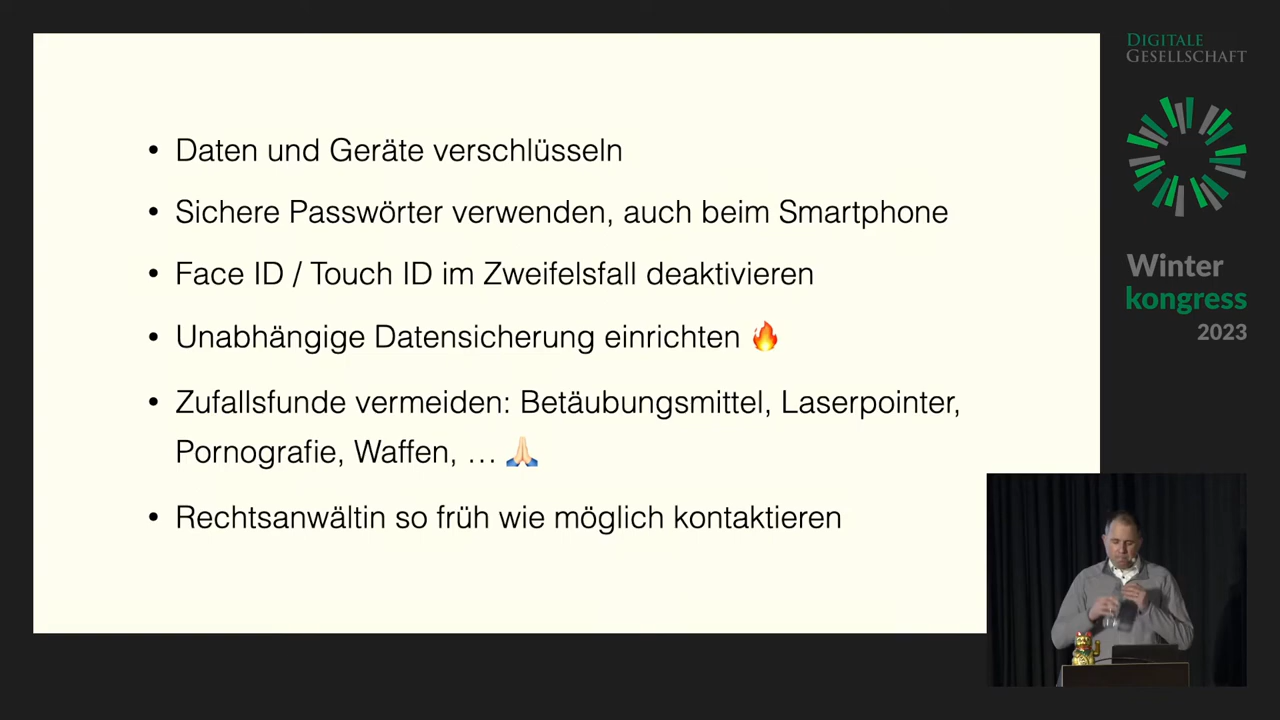 • Daten und Geräte verschlüsseln
• Sichere Passwörter verwenden, auch beim Smartphone
• Face ID / Touch ID im Zweifelsfall deaktivieren
• Unabhängige Datensicherung einrichten 🔥
• Zufallsfunde vermeiden: Betäubungsmittel, Laserpointer,
Pornografie, Waffen, … 🙏🏻
• Rechtsanwältin so früh wie möglich kontaktieren
DIGITALE
GESELLSCHAFT
Winter
kongress
2023